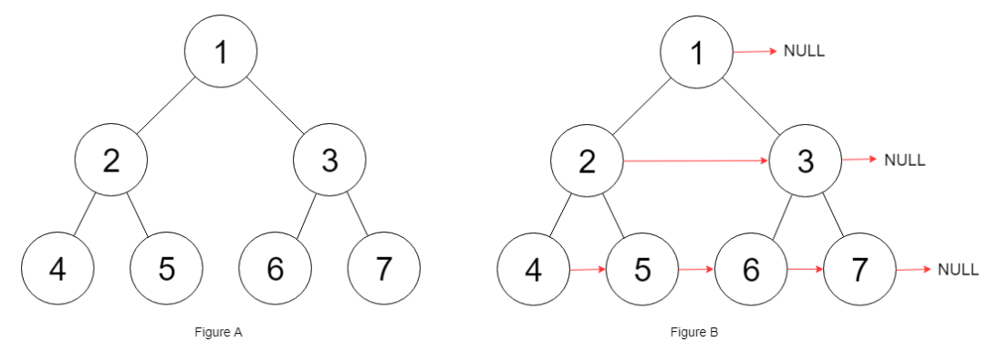 1
1 NULL
2 3
2 3 NULL
4 5 6 7
4 5 6 7 NULL
Figure A
Figure B